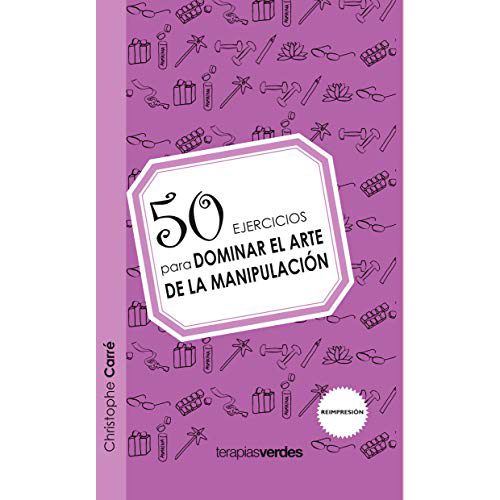 50 EJERCICIOS
para DOMINAR EL ARTE
DE LA MANIPULACIÓN
Christophe Carré
REIMPRESIÓN
terapiasverdes